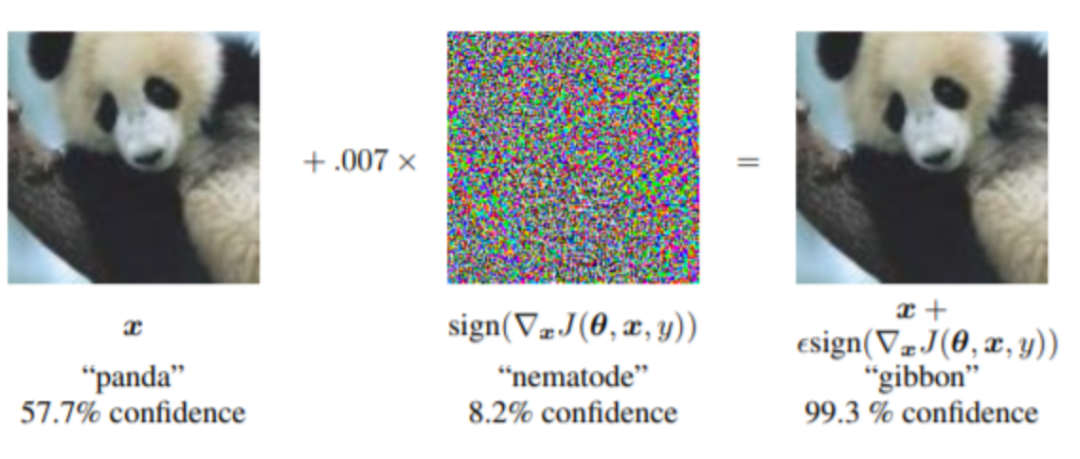 + .007 ×
=
x
sign(∇ₓJ(θ, x, y))
x +
ϵsign(∇ₓJ(θ, x, y))
“panda”
“nematode”
“gibbon”
57.7% confidence
8.2% confidence
99.3 % confidence